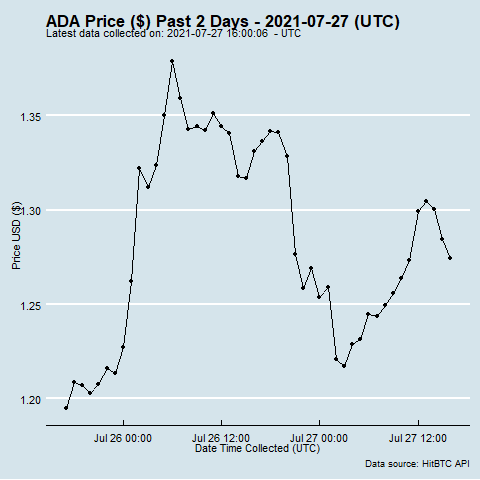 ADA Price ($) Past 2 Days - 2021-07-27 (UTC)
Latest data collected on: 2021-07-27 16:00:06 - UTC
1.35
1.30
1.25
1.20
Price USD ($)
Jul 26 00:00 Jul 26 12:00 Jul 27 00:00 Jul 27 12:00
Date Time Collected (UTC)
Data source: HitBTC API